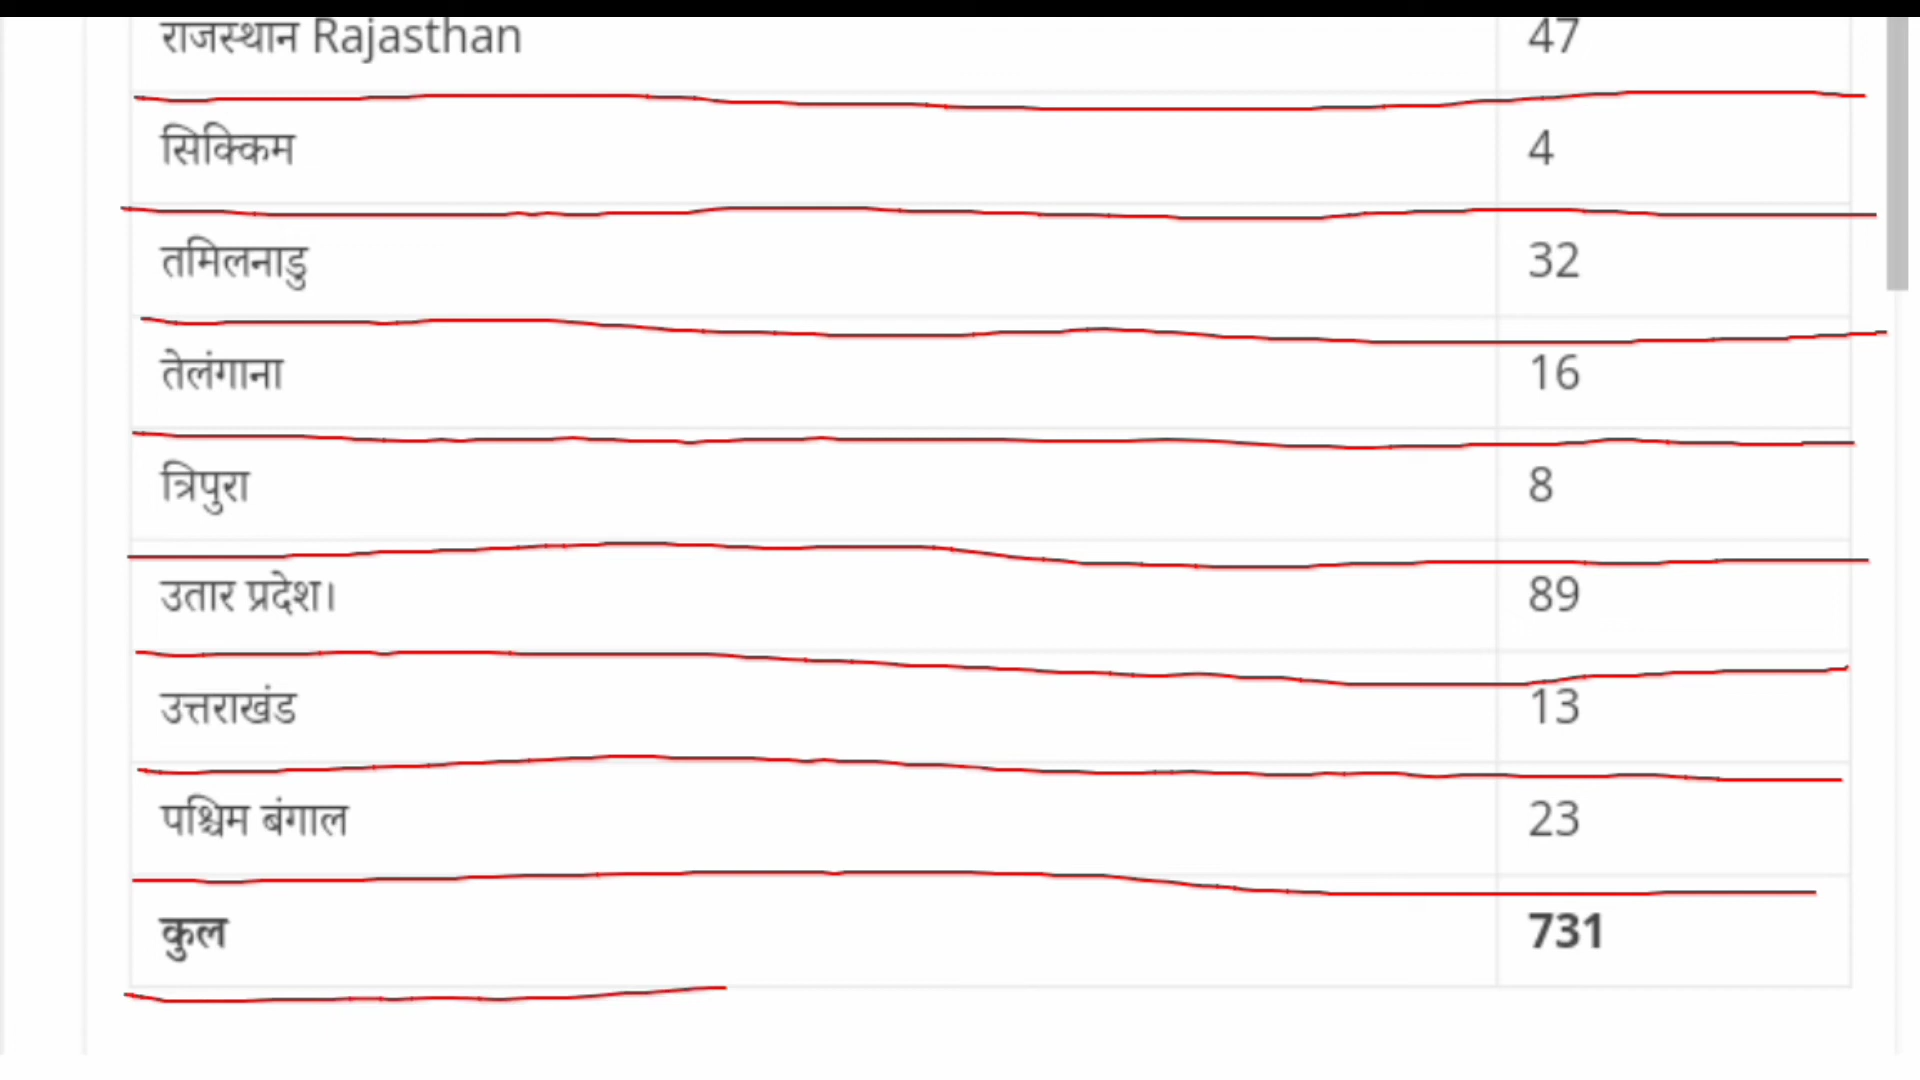 राजस्थान Rajasthan 47
सिक्किम 4
तमिलनाडु 32
तेलंगाना 16
त्रिपुरा 8
उतार प्रदेश। 89
उत्तराखंड 13
पश्चिम बंगाल 23
कुल 731